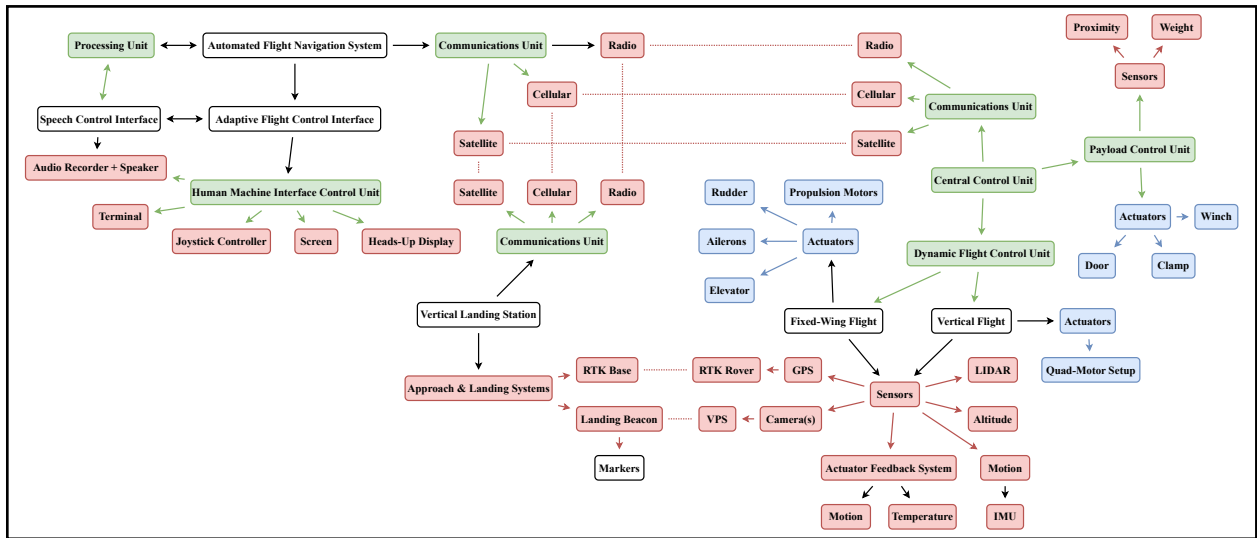 Proximity
Weight
Processing Unit
Automated Flight Navigation System
Communications Unit
Radio
Radio
Sensors
Cellular
Cellular
Communications Unit
Speech Control Interface
Adaptive Flight Control Interface
Satellite
Satellite
Payload Control Unit
Audio Recorder + Speaker
Human Machine Interface Control Unit
Satellite
Cellular
Radio
Rudder
Propulsion Motors
Central Control Unit
Terminal
Actuators
Winch
Joystick Controller
Screen
Heads-Up Display
Communications Unit
Ailerons
Actuators
Dynamic Flight Control Unit
Door
Clamp
Elevator
Vertical Landing Station
Fixed-Wing Flight
Vertical Flight
Actuators
RTK Base
RTK Rover
GPS
LIDAR
Quad-Motor Setup
Approach & Landing Systems
Sensors
Landing Beacon
VPS
Camera(s)
Altitude
Markers
Actuator Feedback System
Motion
Motion
Temperature
IMU